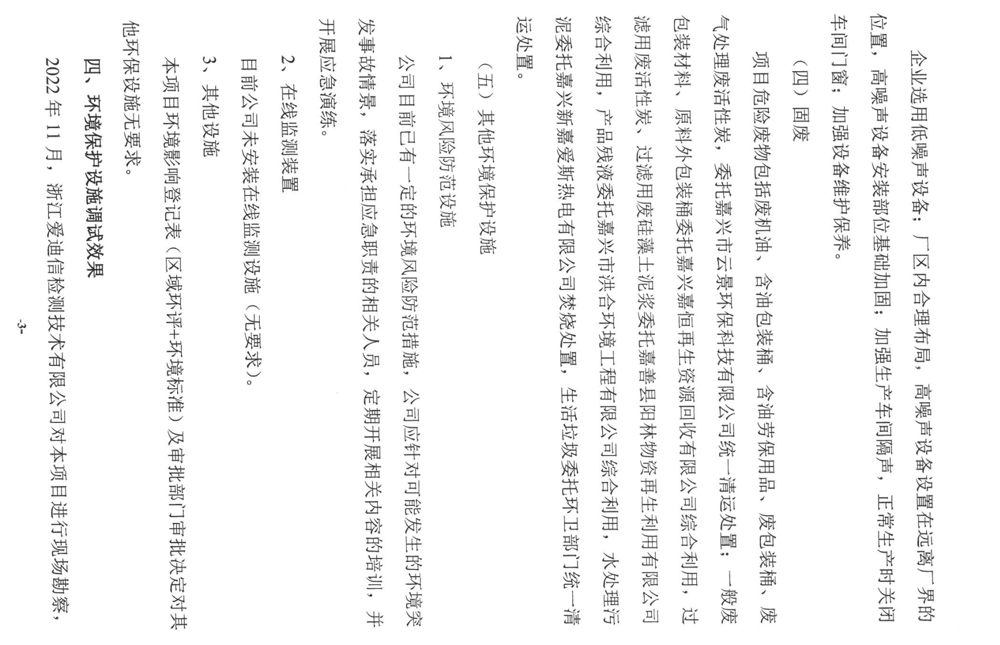 企业选用低噪声设备；厂区内合理布局，高噪声设备设置在远离厂界的
位置，高噪声设备安装部位基础加固；加强生产车间隔声，正常生产时关闭
车间门窗；加强设备维护保养。
（四）固废
项目危险废物包括废机油、含油包装桶、含油劳保用品、废包装桶、废
气处理废活性炭，委托嘉兴市云景环保科技有限公司统一清运处置；一般废
包装材料、原料外包装桶委托嘉兴嘉恒再生资源回收有限公司综合利用，过
滤用废活性炭、过滤用废硅藻土泥浆委托嘉善县阳林物资再生利用有限公司
综合利用，产品残液委托嘉兴市洪合环境工程有限公司综合利用，水处理污
泥委托嘉兴新嘉爱斯热电有限公司焚烧处置，生活垃圾委托环卫部门统一清
运处置。
（五）其他环境保护设施
1、环境风险防范设施
公司目前已有一定的环境风险防范措施，公司应针对可能发生的环境突
发事故情景，落实承担应急职责的相关人员，定期开展相关内容的培训，并
开展应急演练。
2、在线监测装置
目前公司未安装在线监测设施（无要求）。
3、其他设施
本项目环境影响登记表（区域环评+环境标准）及审批部门审批决定对其
他环保设施无要求。
四、环境保护设施调试效果
2022 年 11 月，浙江爱迪信检测技术有限公司对本项目进行现场勘察，
-3-